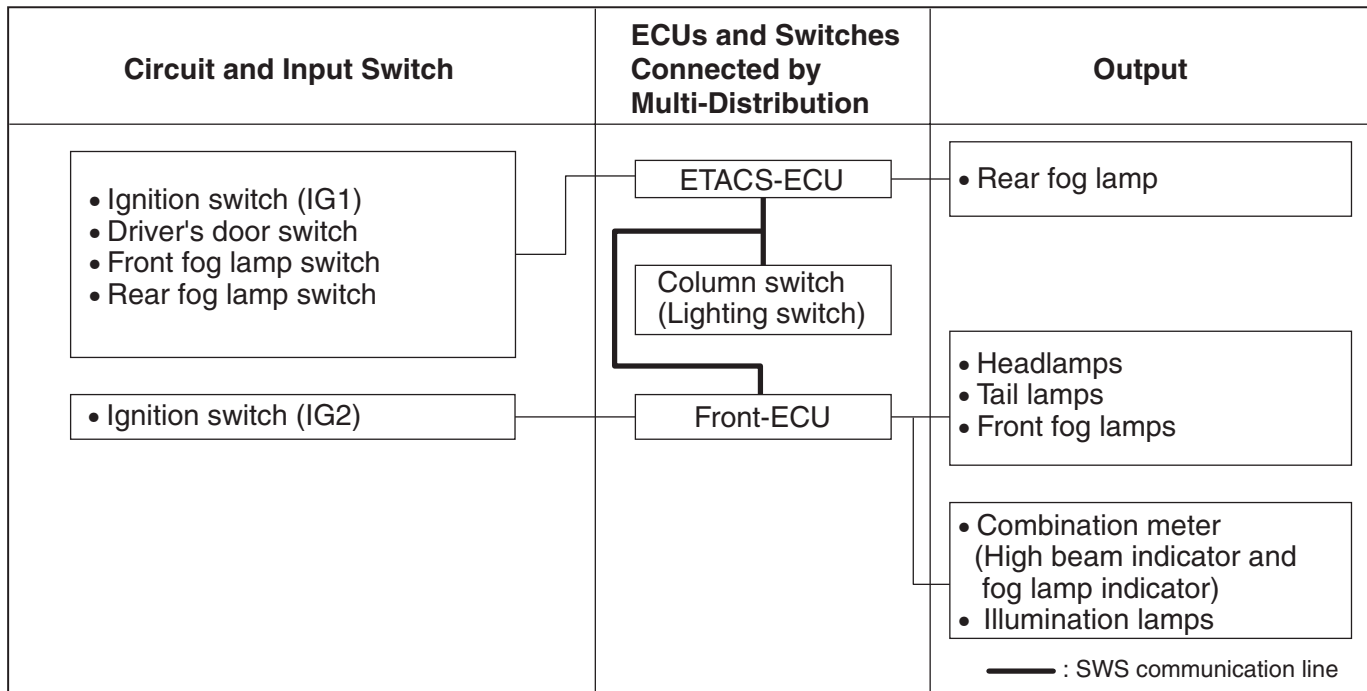 Circuit and Input Switch
ECUs and Switches
Connected by
Multi-Distribution
Output
• Ignition switch (IG1)
• Driver's door switch
• Front fog lamp switch
• Rear fog lamp switch
ETACS-ECU
• Rear fog lamp
Column switch
(Lighting switch)
• Ignition switch (IG2)
Front-ECU
• Headlamps
• Tail lamps
• Front fog lamps
• Combination meter
(High beam indicator and
fog lamp indicator)
• Illumination lamps
: SWS communication line